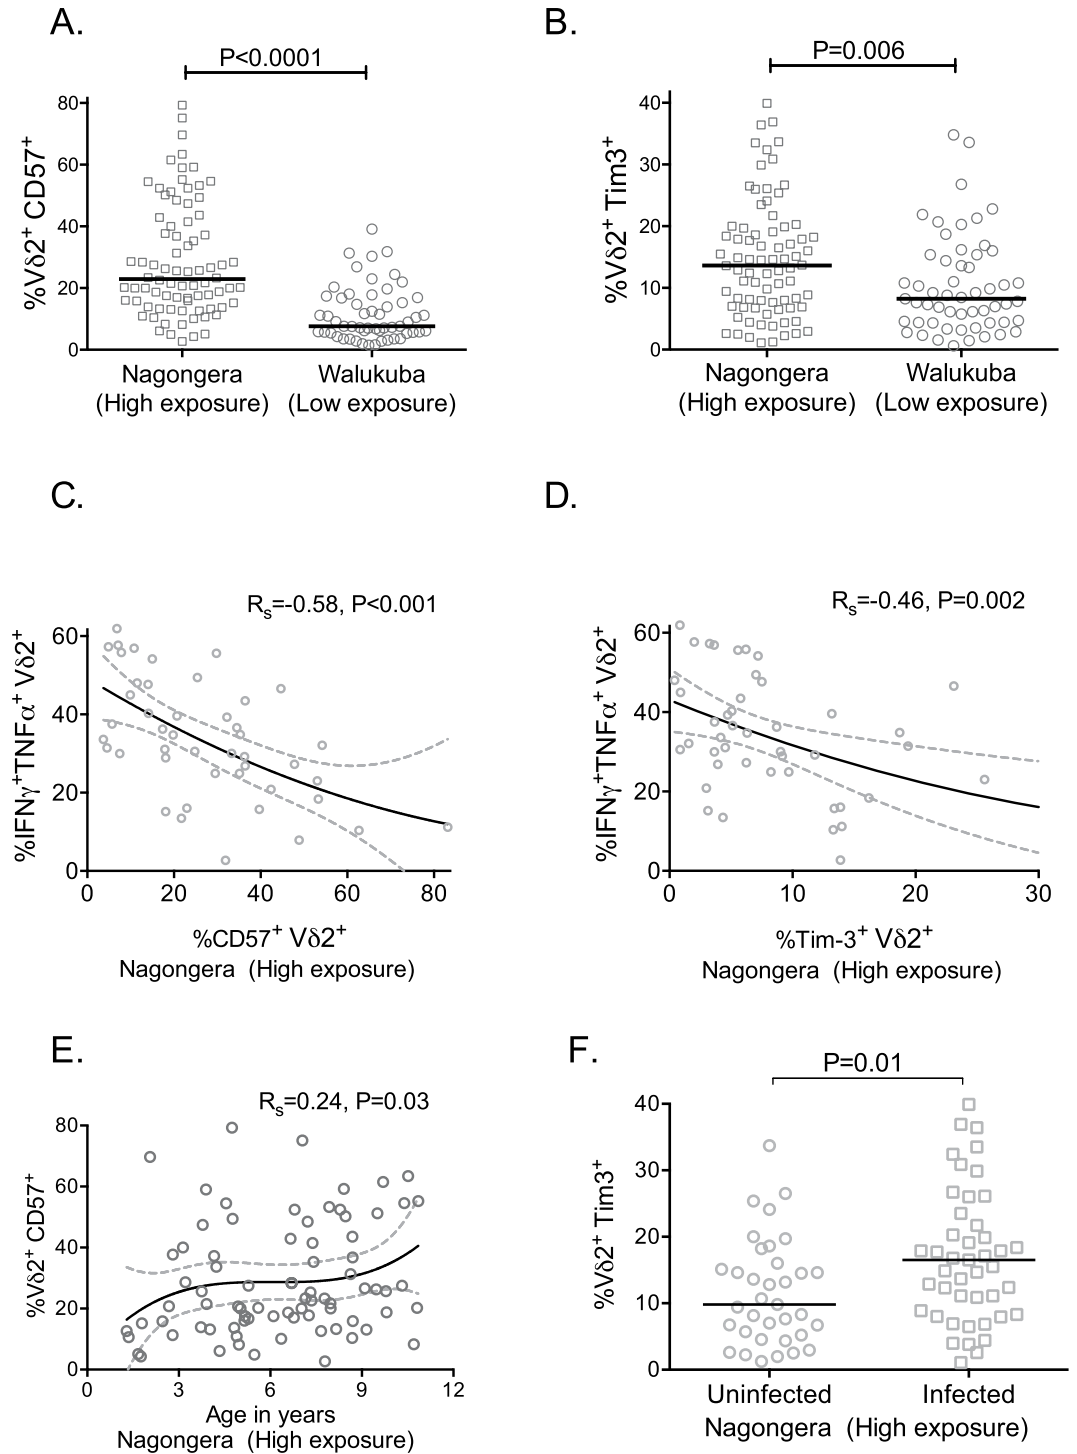 A.
P<0.0001
%Vδ2⁺ CD57⁺
80
60
40
20
0
Nagongera
(High exposure)
Walukuba
(Low exposure)
B.
P=0.006
%Vδ2⁺ Tim3⁺
40
30
20
10
0
Nagongera
(High exposure)
Walukuba
(Low exposure)
C.
Rₛ=-0.58, P<0.001
%IFNγ⁺TNFα⁺ Vδ2⁺
60
40
20
0
0 20 40 60 80
%CD57⁺ Vδ2⁺
Nagongera (High exposure)
D.
Rₛ=-0.46, P=0.002
%IFNγ⁺TNFα⁺ Vδ2⁺
60
40
20
0
0 10 20 30
%Tim-3⁺ Vδ2⁺
Nagongera (High exposure)
E.
Rₛ=0.24, P=0.03
%Vδ2⁺ CD57⁺
80
60
40
20
0
0 3 6 9 12
Age in years
Nagongera (High exposure)
F.
P=0.01
%Vδ2⁺ Tim3⁺
40
30
20
10
0
Uninfected Infected
Nagongera (High exposure)